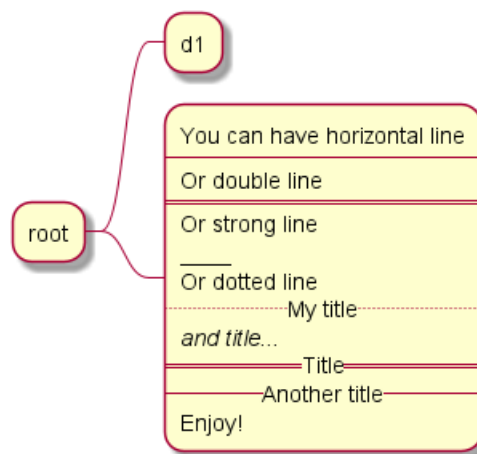 d1
root
You can have horizontal line
Or double line
Or strong line
____
Or dotted line
My title
and title...
Title
Another title
Enjoy!